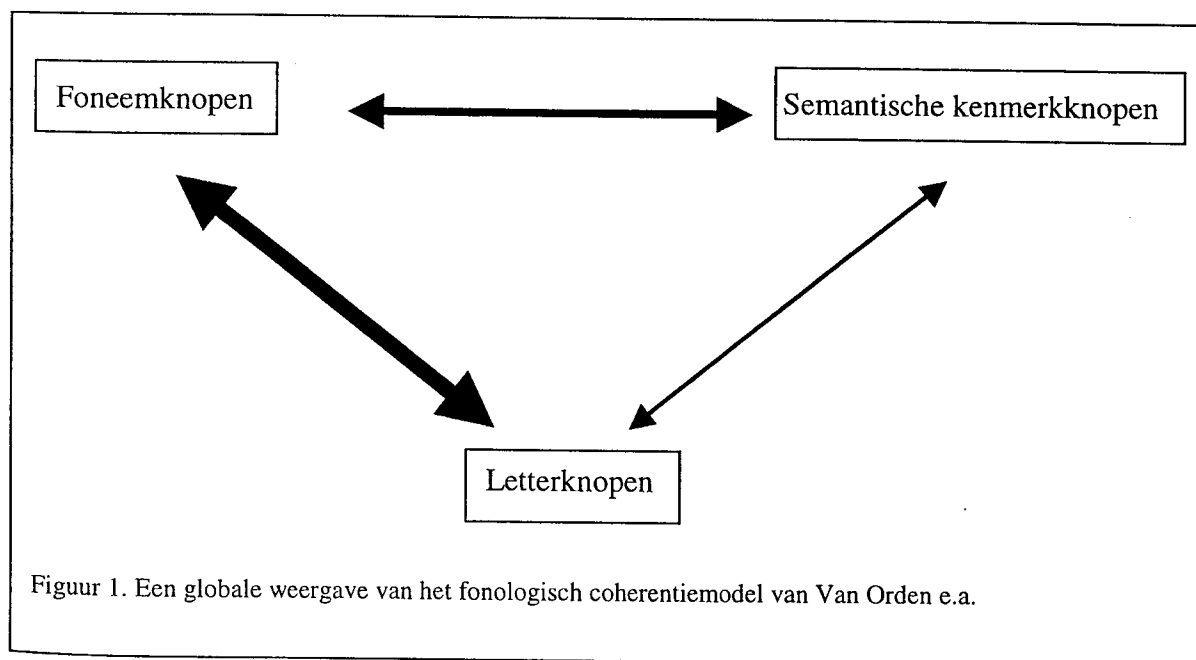 Foneemknopen
Semantische kenmerkknopen
Letterknopen
Figuur 1. Een globale weergave van het fonologisch coherentiemodel van Van Orden e.a.